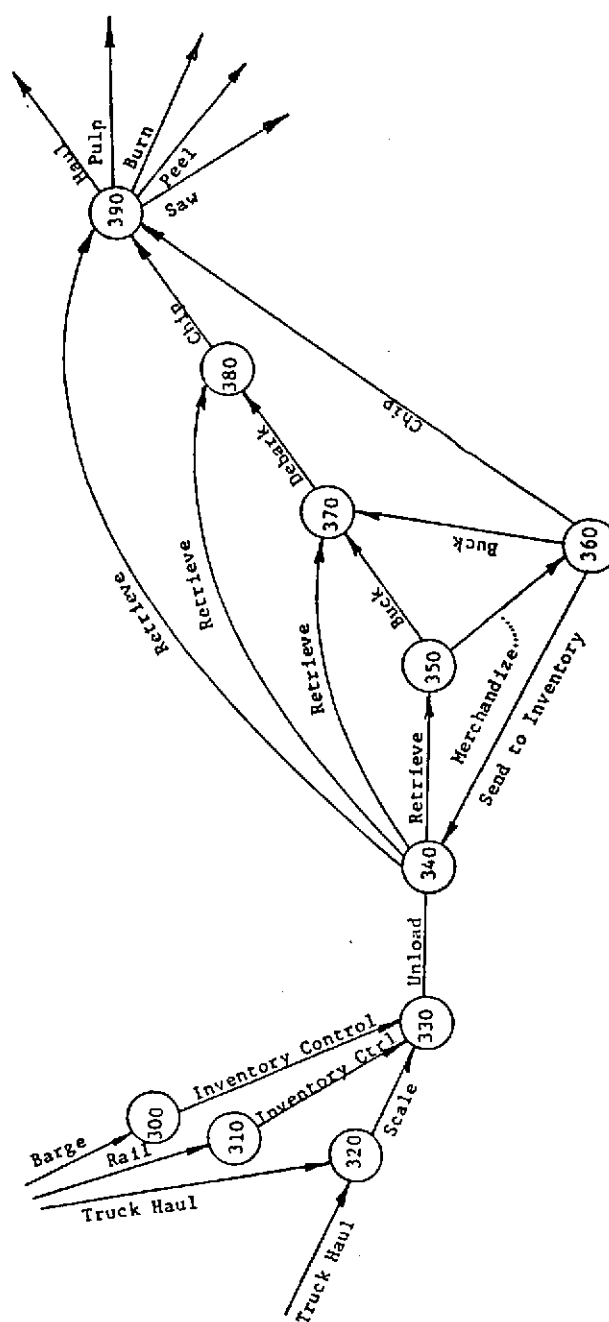 Barge
Rail
Truck Haul
Truck Haul
300
310
320
Inventory Control
Inventory Ctrl
Scale
330
Unload
340
Retrieve
Retrieve
Retrieve
Retrieve
350
Buck
Merchandize......
Send to Inventory
360
Buck
370
Debark
380
Chip
Chip
390
Haul
Pulp
Burn
Peel
Saw